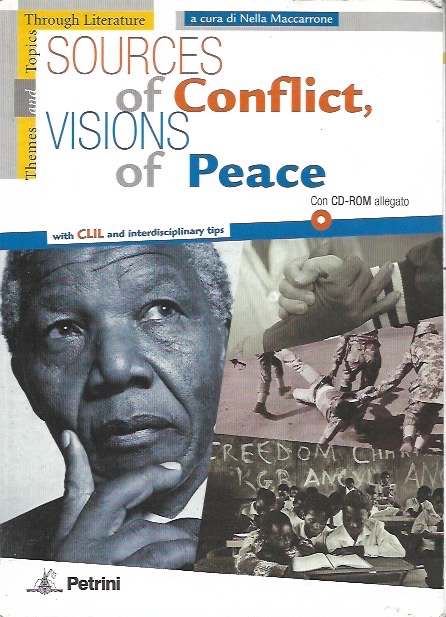 Through Literature
a cura di Nella Maccarrone
Themes and Topics
SOURCES
of Conflict,
VISIONS
of Peace
Con CD-ROM allegato
with CLIL and interdisciplinary tips
FREEDOM
KGB
Petrini